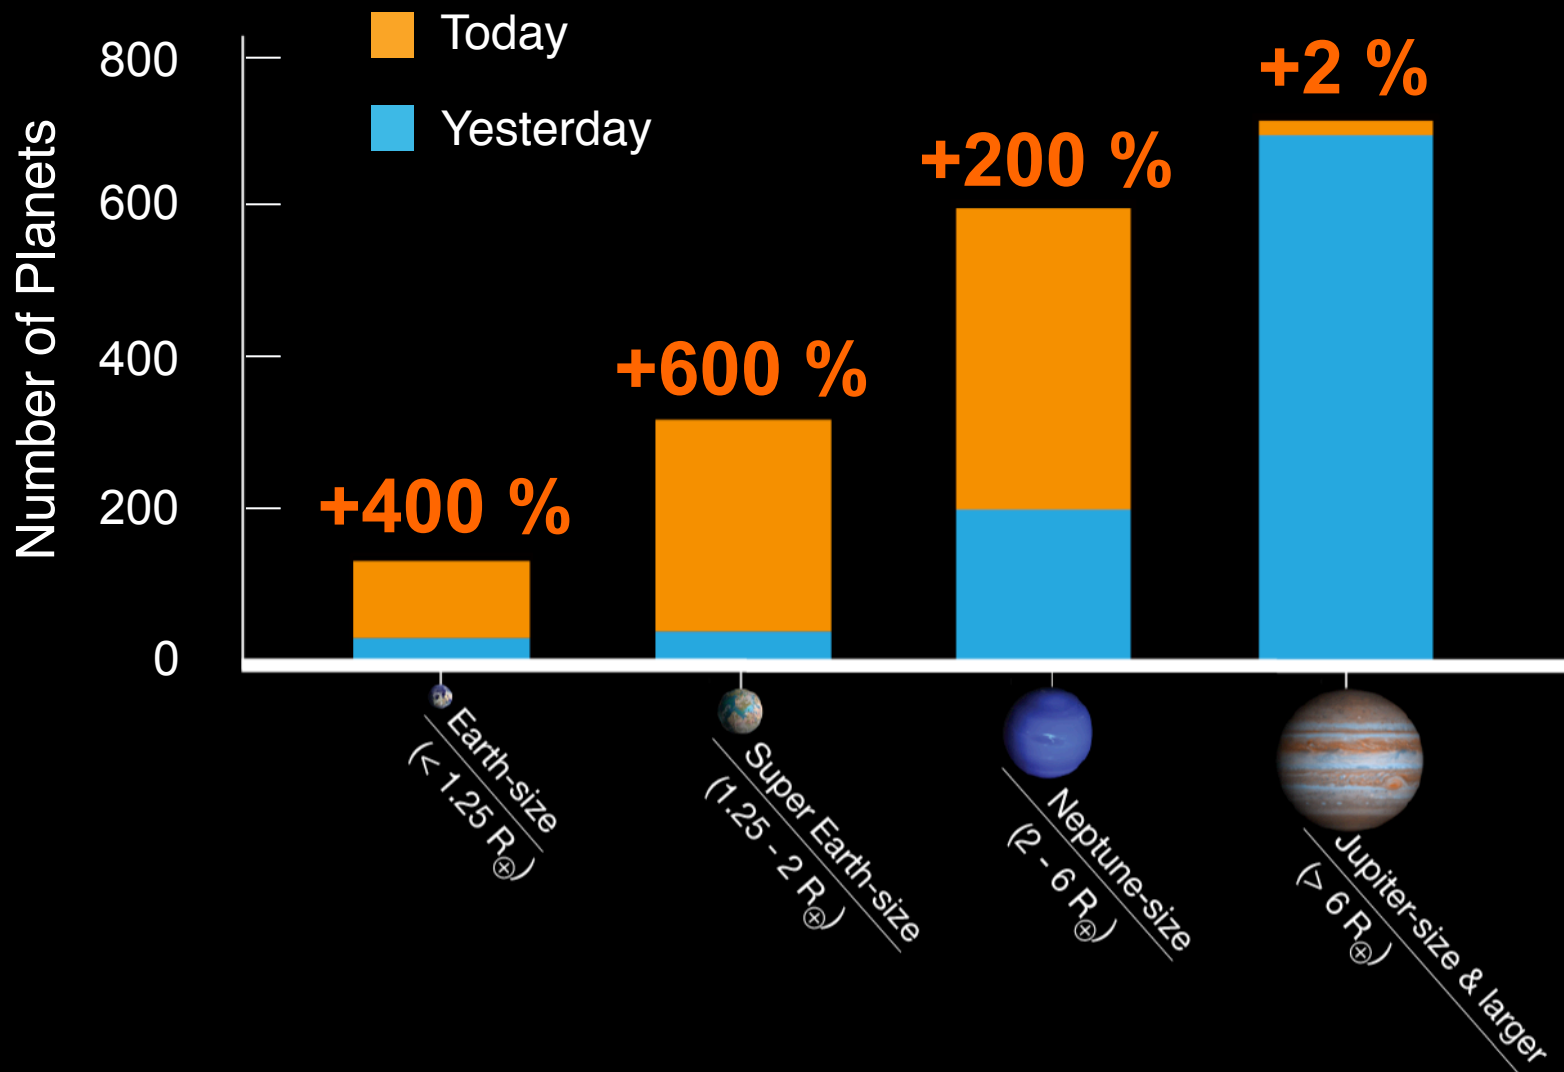 Today
Yesterday
Number of Planets
800
600
400
200
0
+400 %
+600 %
+200 %
+2 %
Earth-size
(< 1.25 R⊗)
Super Earth-size
(1.25 - 2 R⊗)
Neptune-size
(2 - 6 R⊗)
Jupiter-size & larger
(> 6 R⊗)